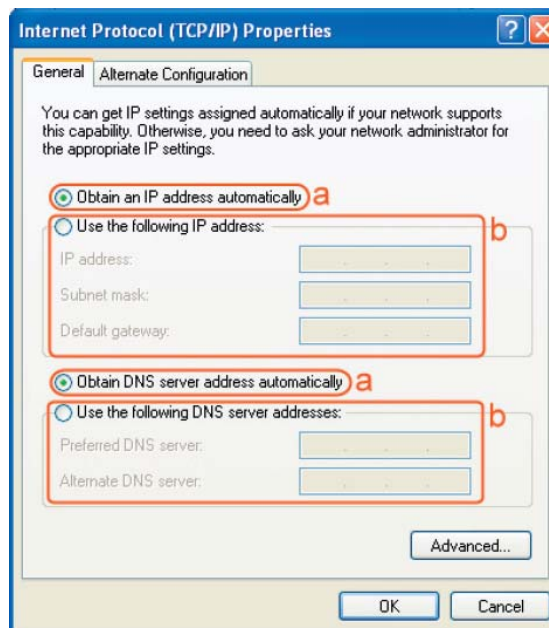 Internet Protocol (TCP/IP) Properties
General
Alternate Configuration
You can get IP settings assigned automatically if your network supports
this capability. Otherwise, you need to ask your network administrator for
the appropriate IP settings.
Obtain an IP address automatically a
Use the following IP address: b
IP address:
Subnet mask:
Default gateway:
Obtain DNS server address automatically a
Use the following DNS server addresses: b
Preferred DNS server:
Alternate DNS server:
Advanced...
OK
Cancel